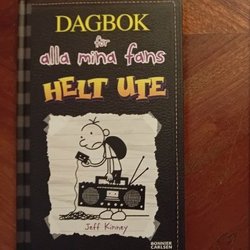 DAGBOK
för
alla mina fans
HELT UTE
Jeff Kinney
BONNIER
CARLSEN